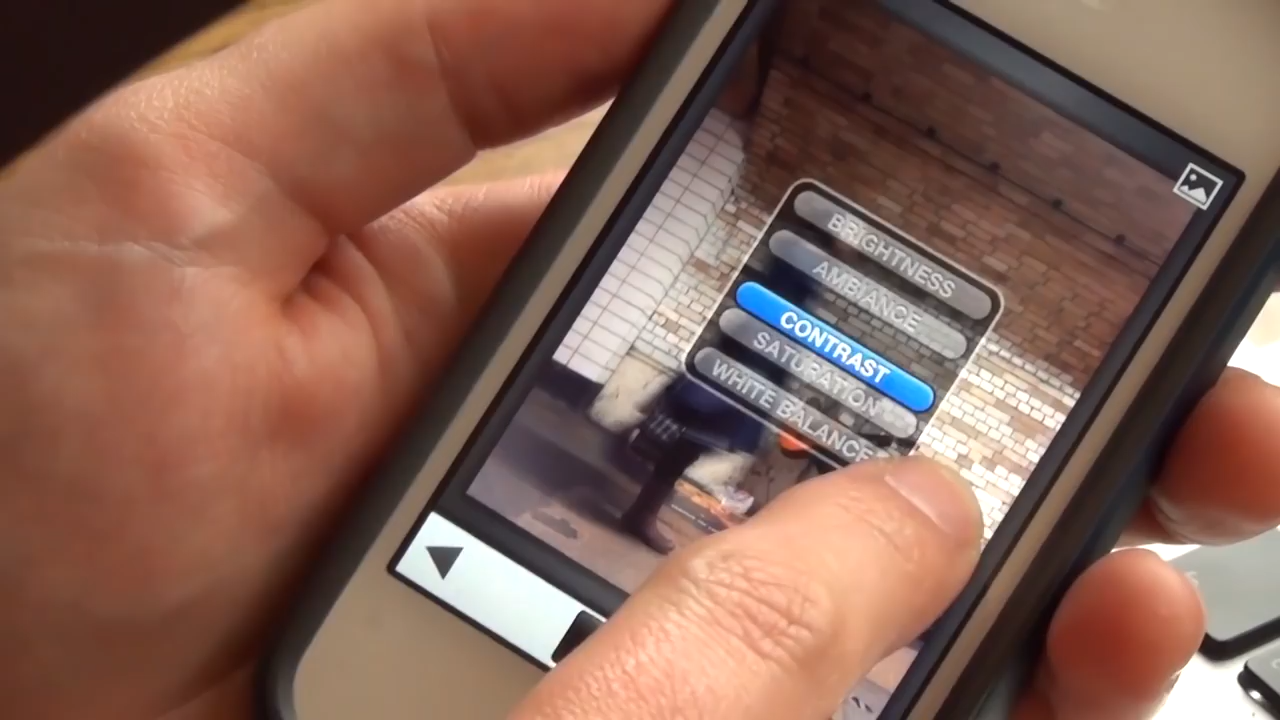 BRIGHTNESS
AMBIANCE
CONTRAST
SATURATION
WHITE BALANCE